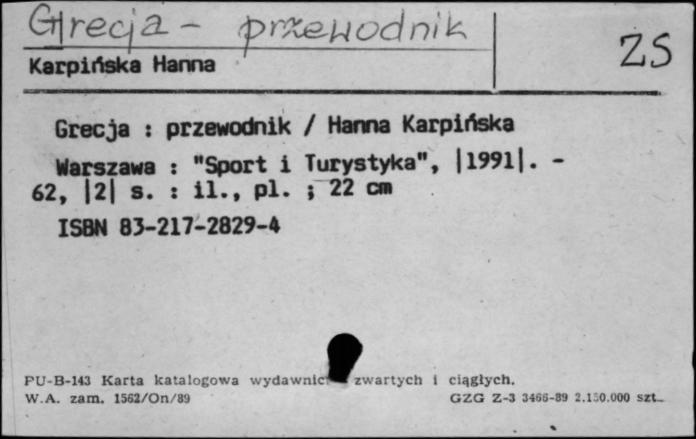 Grecja - przewodnik
ZS
Karpińska Hanna
Grecja : przewodnik / Hanna Karpińska
Warszawa : "Sport i Turystyka", |1991|. -
62, |2| s. : il., pl. ; 22 cm
ISBN 83-217-2829-4
PU-B-143 Karta katalogowa wydawnic zwartych i ciągłych.
W.A. zam. 1562/On/89 GZG Z-3 3466-89 2.150.000 szt.